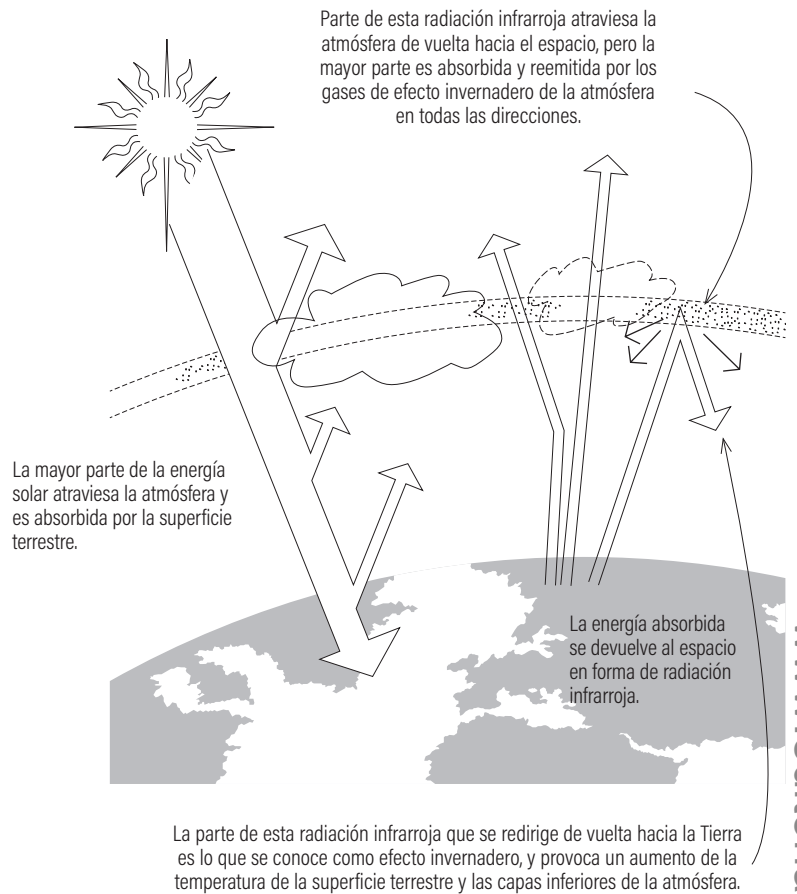 Parte de esta radiación infrarroja atraviesa la
atmósfera de vuelta hacia el espacio, pero la
mayor parte es absorbida y reemitida por los
gases de efecto invernadero de la atmósfera
en todas las direcciones.
La mayor parte de la energía
solar atraviesa la atmósfera y
es absorbida por la superficie
terrestre.
La energía absorbida
se devuelve al espacio
en forma de radiación
infrarroja.
La parte de esta radiación infrarroja que se redirige de vuelta hacia la Tierra
es lo que se conoce como efecto invernadero, y provoca un aumento de la
temperatura de la superficie terrestre y las capas inferiores de la atmósfera.